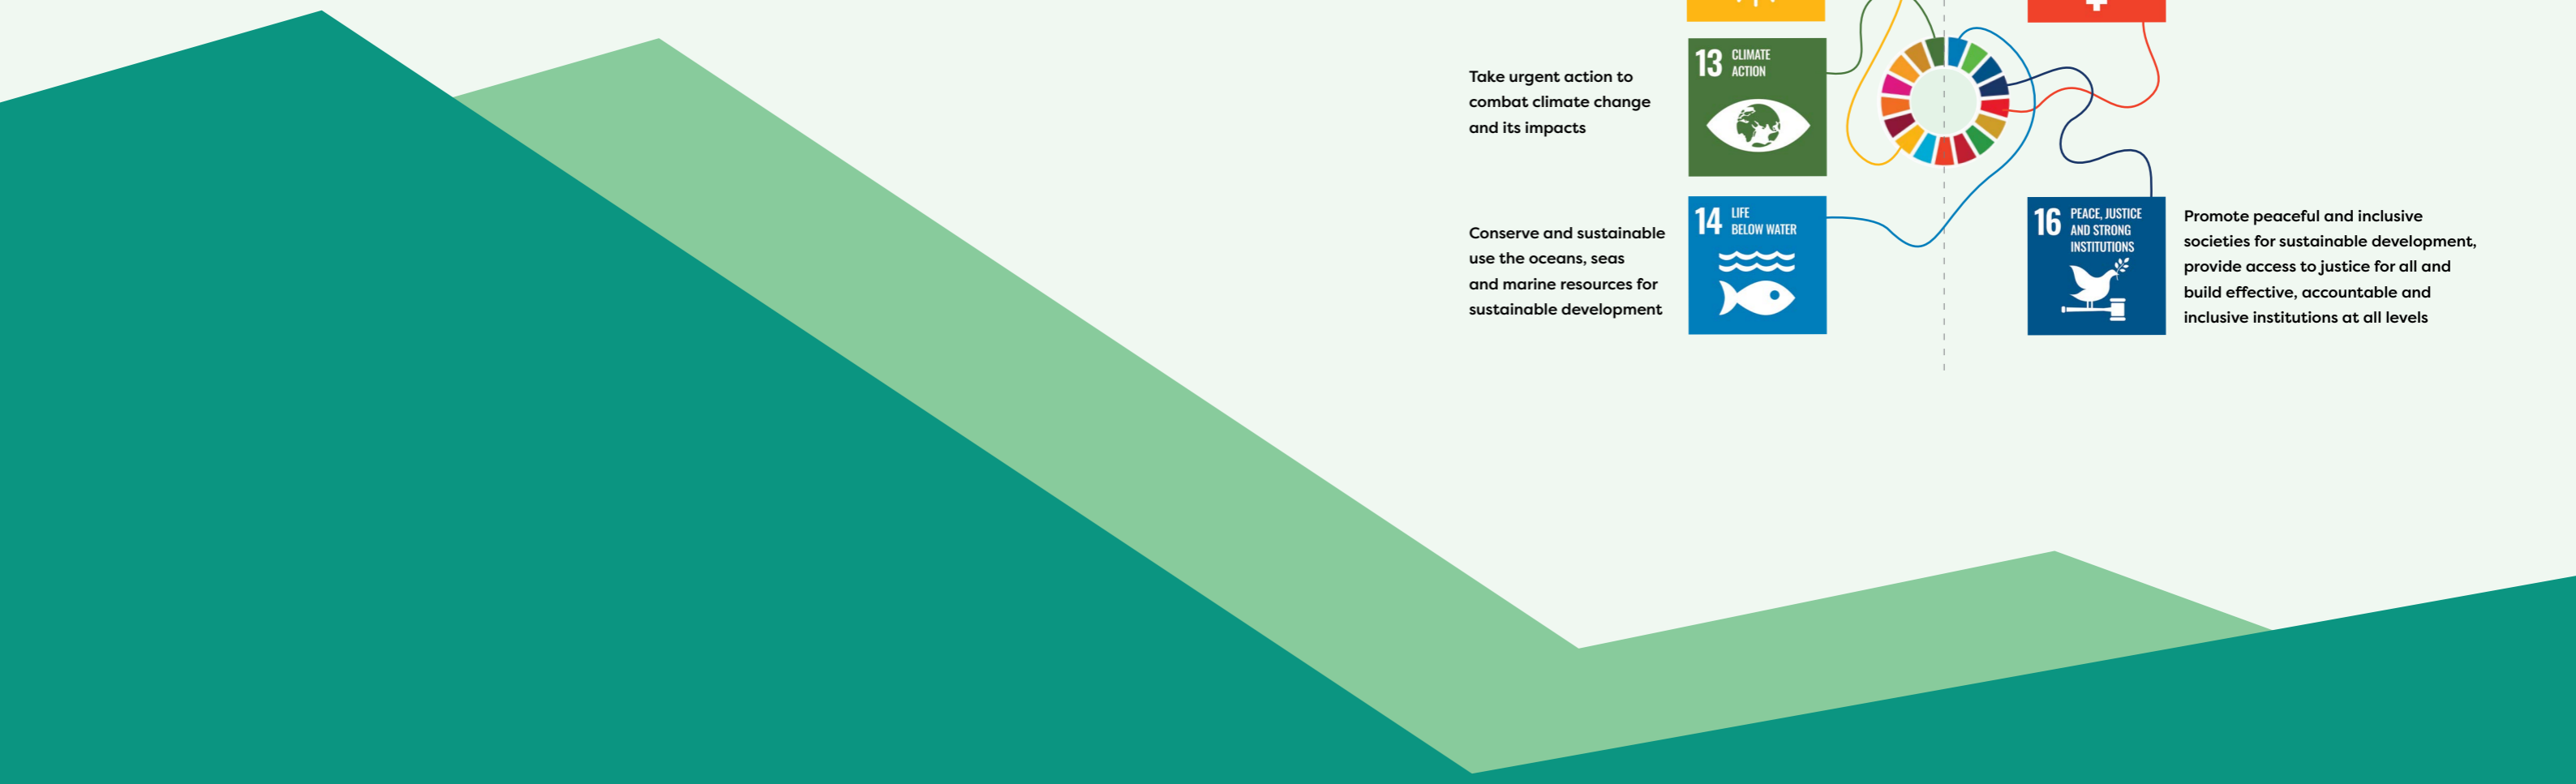 Take urgent action to
combat climate change
and its impacts
13 CLIMATE
ACTION
Conserve and sustainable
use the oceans, seas
and marine resources for
sustainable development
14 LIFE
BELOW WATER
16 PEACE, JUSTICE
AND STRONG
INSTITUTIONS
Promote peaceful and inclusive
societies for sustainable development,
provide access to justice for all and
build effective, accountable and
inclusive institutions at all levels